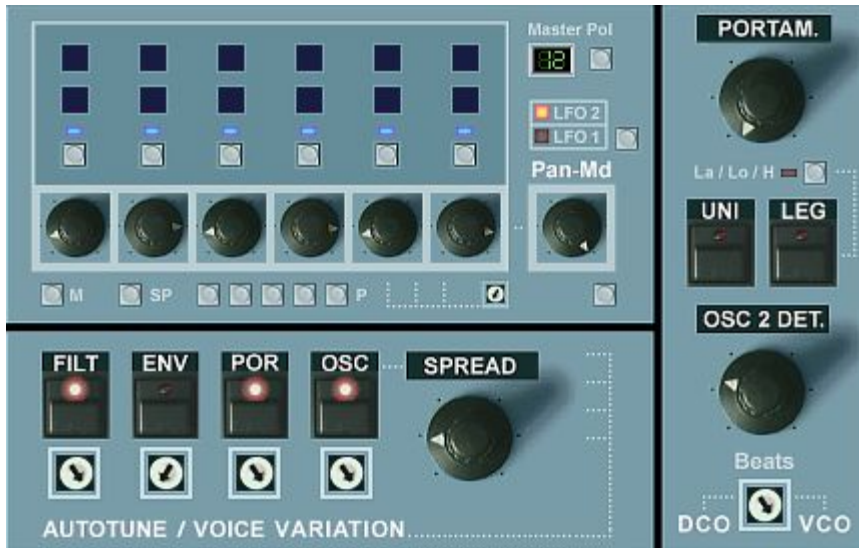 Master Pol
12
LFO 2
LFO 1
Pan-Md
M
SP
P
PORTAM.
La / Lo / H
UNI
LEG
OSC 2 DET.
Beats
DCO
VCO
FILT
ENV
POR
OSC
SPREAD
AUTOTUNE / VOICE VARIATION